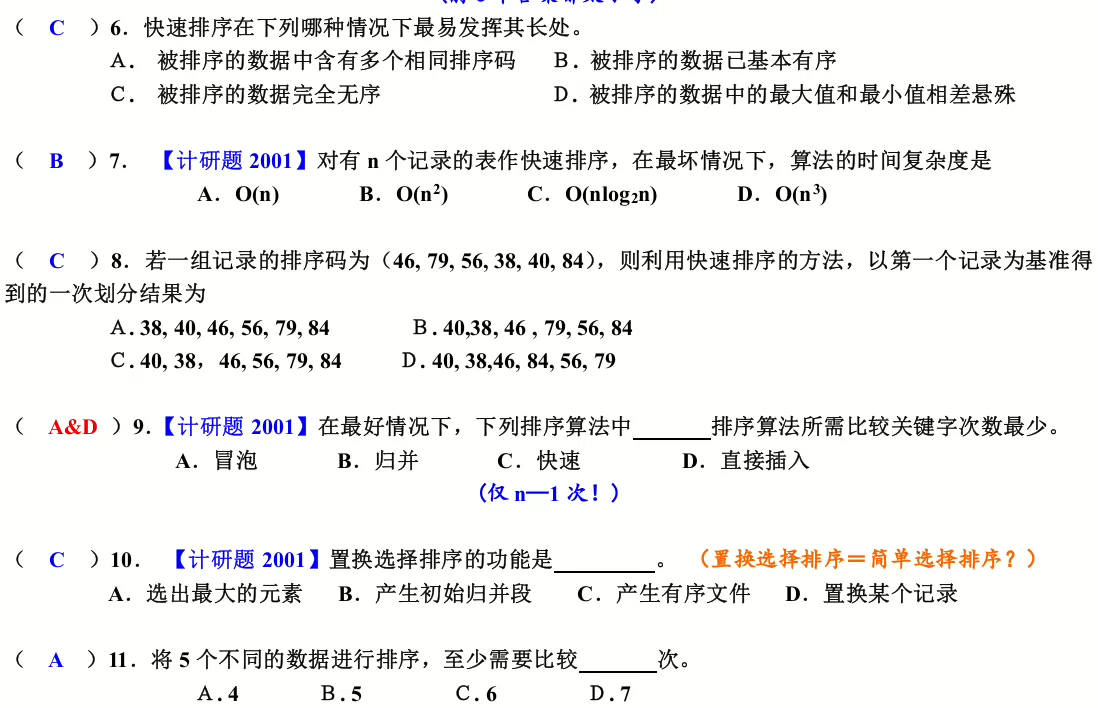 （ C ）6．快速排序在下列哪种情况下最易发挥其长处。
A． 被排序的数据中含有多个相同排序码 B．被排序的数据已基本有序
C． 被排序的数据完全无序 D．被排序的数据中的最大值和最小值相差悬殊
（ B ）7． 【计研题 2001】对有 n 个记录的表作快速排序，在最坏情况下，算法的时间复杂度是
A．O(n) B．O(n²) C．O(nlog₂n) D．O(n³)
（ C ）8．若一组记录的排序码为（46, 79, 56, 38, 40, 84），则利用快速排序的方法，以第一个记录为基准得
到的一次划分结果为
A．38, 40, 46, 56, 79, 84 B．40,38, 46 , 79, 56, 84
C．40, 38，46, 56, 79, 84 D．40, 38,46, 84, 56, 79
（ A&D ）9．【计研题 2001】在最好情况下，下列排序算法中______排序算法所需比较关键字次数最少。
A．冒泡 B．归并 C．快速 D．直接插入
(仅 n—1 次！)
（ C ）10． 【计研题 2001】置换选择排序的功能是________。 （置换选择排序＝简单选择排序？）
A．选出最大的元素 B．产生初始归并段 C．产生有序文件 D．置换某个记录
（ A ）11．将 5 个不同的数据进行排序，至少需要比较______次。
A．4 B．5 C．6 D．7